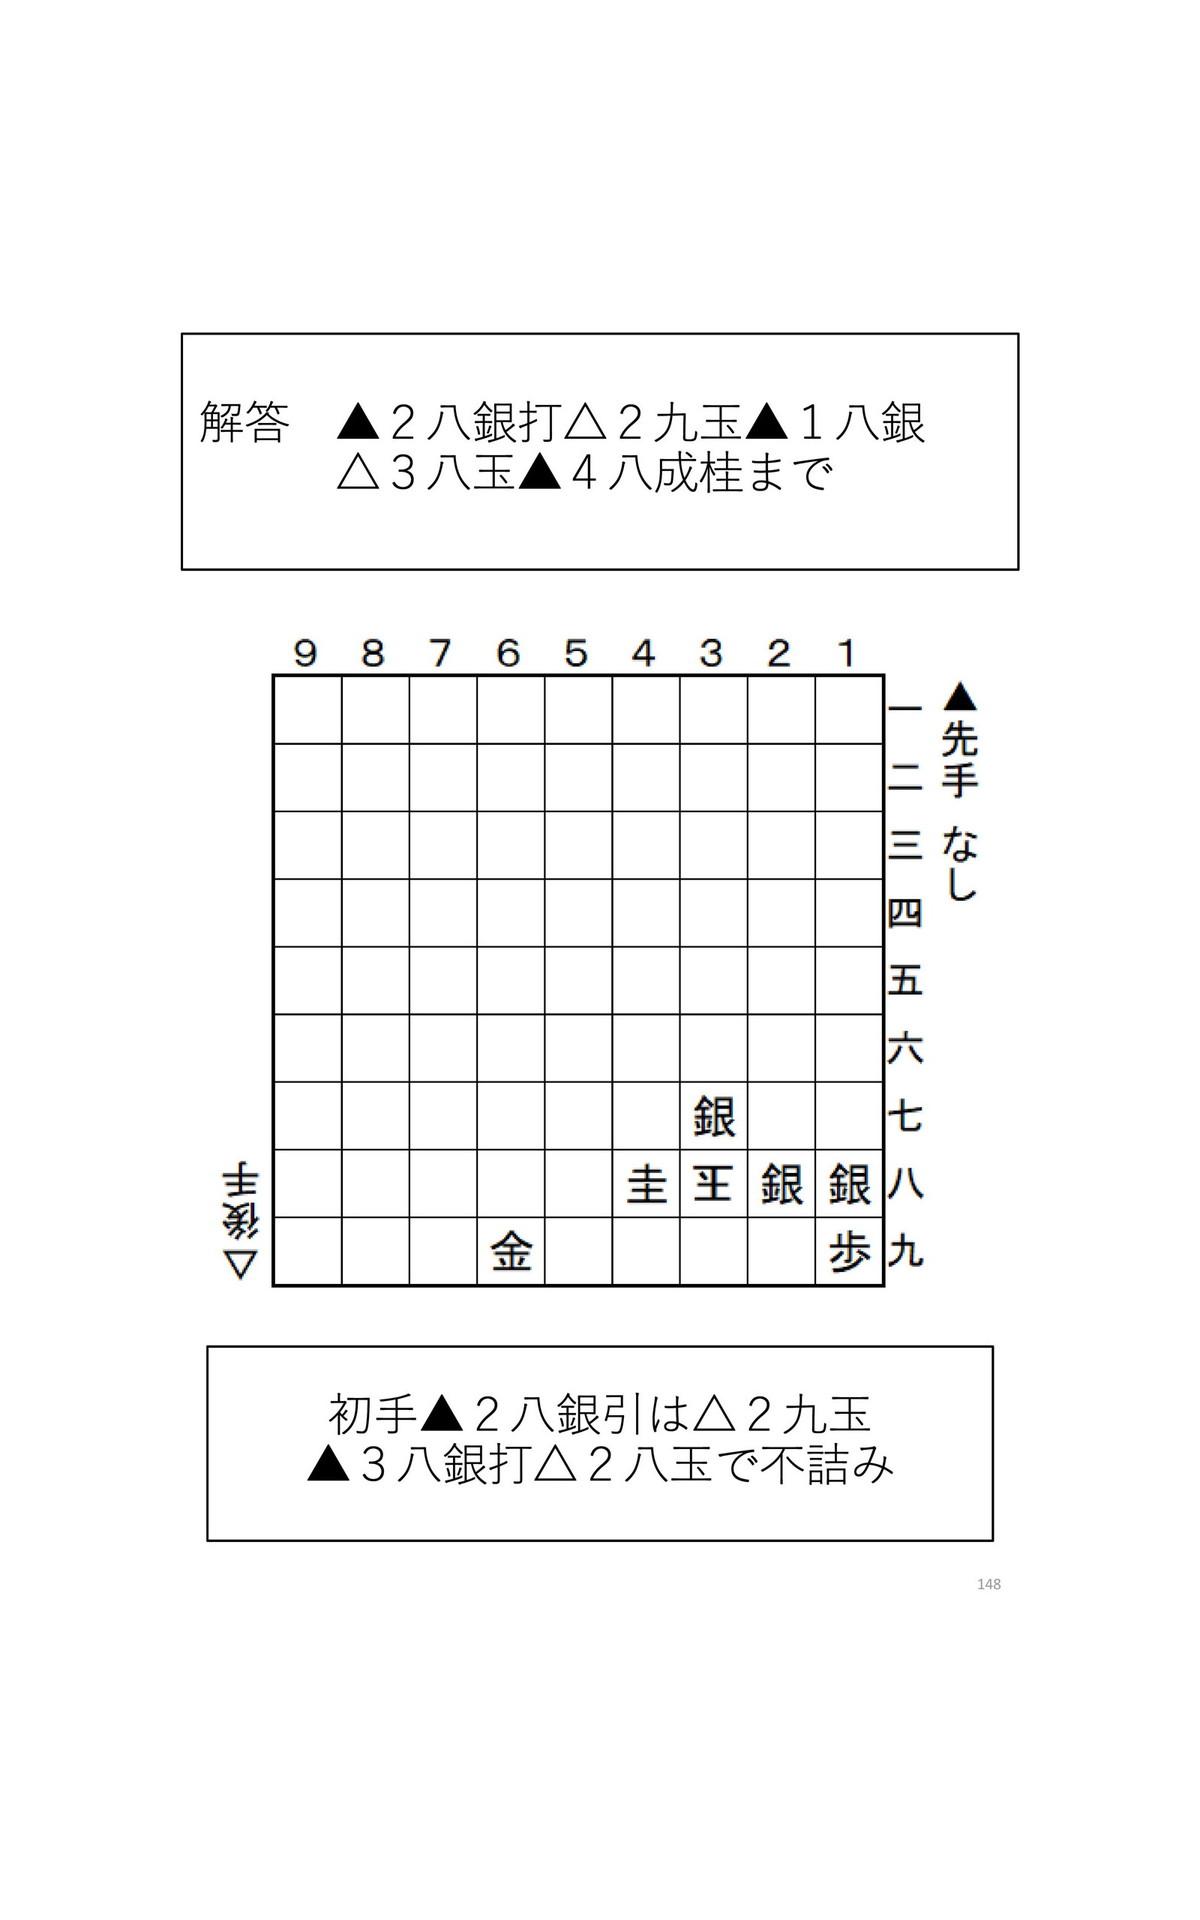 解答　▲２八銀打△２九玉▲１八銀
△３八玉▲４八成桂まで
９ ８ ７ ６ ５ ４ ３ ２ １
一
二
三
四
五
六
七
八
九
▲先手 なし
△後手
銀
圭 王 銀 銀
金 歩
初手▲２八銀引は△２九玉
▲３八銀打△２八玉で不詰み
148